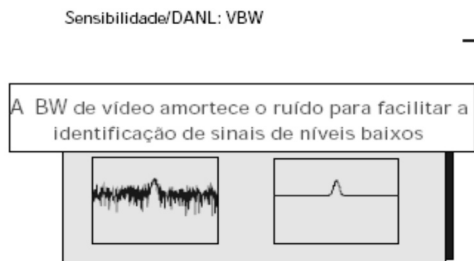 Sensibilidade/DANL: VBW
A BW de vídeo amortece o ruído para facilitar a
identificação de sinais de níveis baixos